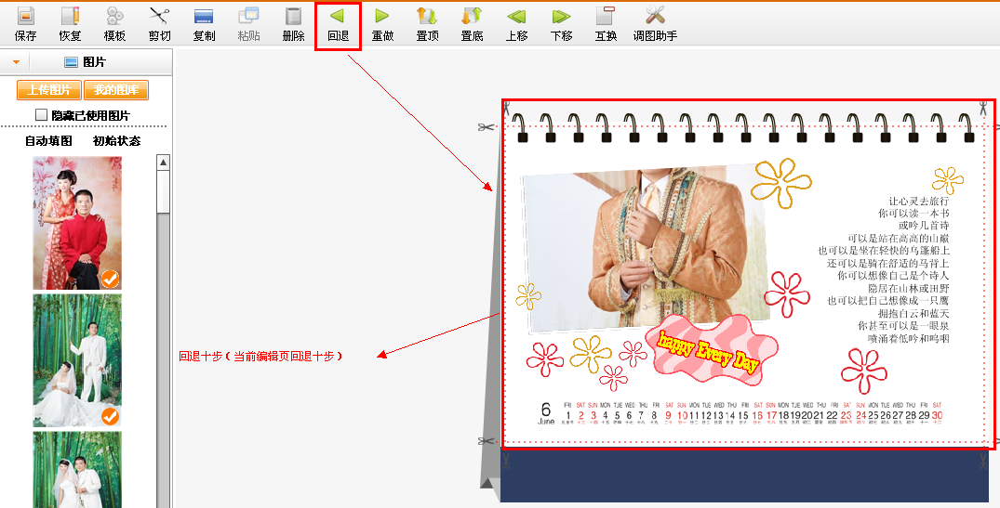 保存 恢复 模板 剪切 复制 粘贴 删除 回退 重做 置顶 置底 上移 下移 互换 调图助手
图片
上传图片 我的图库
隐藏已使用图片
自动填图 初始状态
让心灵去旅行
你可以读一本书
或吟几首诗
可以是站在高高的山巅
也可以是坐在轻快的乌篷船上
还可以是骑在舒适的马背上
你可以想像自己是个诗人
隐居在山林或田野
也可以把自己想像成一只鹰
拥抱白云和蓝天
你甚至可以是一眼泉
喷涌着低吟和呜咽
回退十步（当前编辑页回退十步）
happy Every Day
FRI SAT SUN MON TUE WED THU FRI SAT SUN MON TUE WED THU FRI SAT SUN MON TUE WED THU FRI SAT SUN MON TUE WED THU FRI SAT
6 1 2 3 4 5 6 7 8 9 10 11 12 13 14 15 16 17 18 19 20 21 22 23 24 25 26 27 28 29 30
June